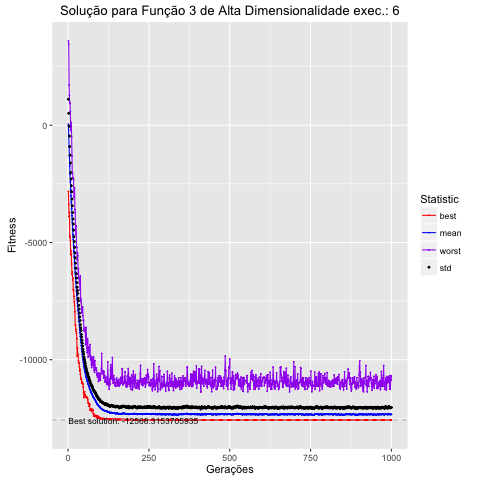 Solução para Função 3 de Alta Dimensionalidade exec.: 6
Fitness
0
-5000
-10000
Best solution: -12568.3153705935
0
250
500
750
1000
Gerações
Statistic
best
mean
worst
std